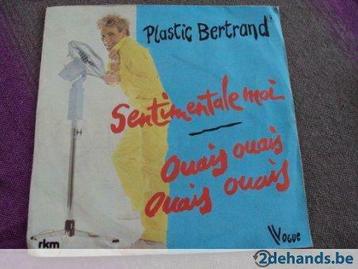 Plastic Bertrand
Sentimentale moi
Ouais ouais
Ouais ouais
Vogue
rkm
2dehands.be